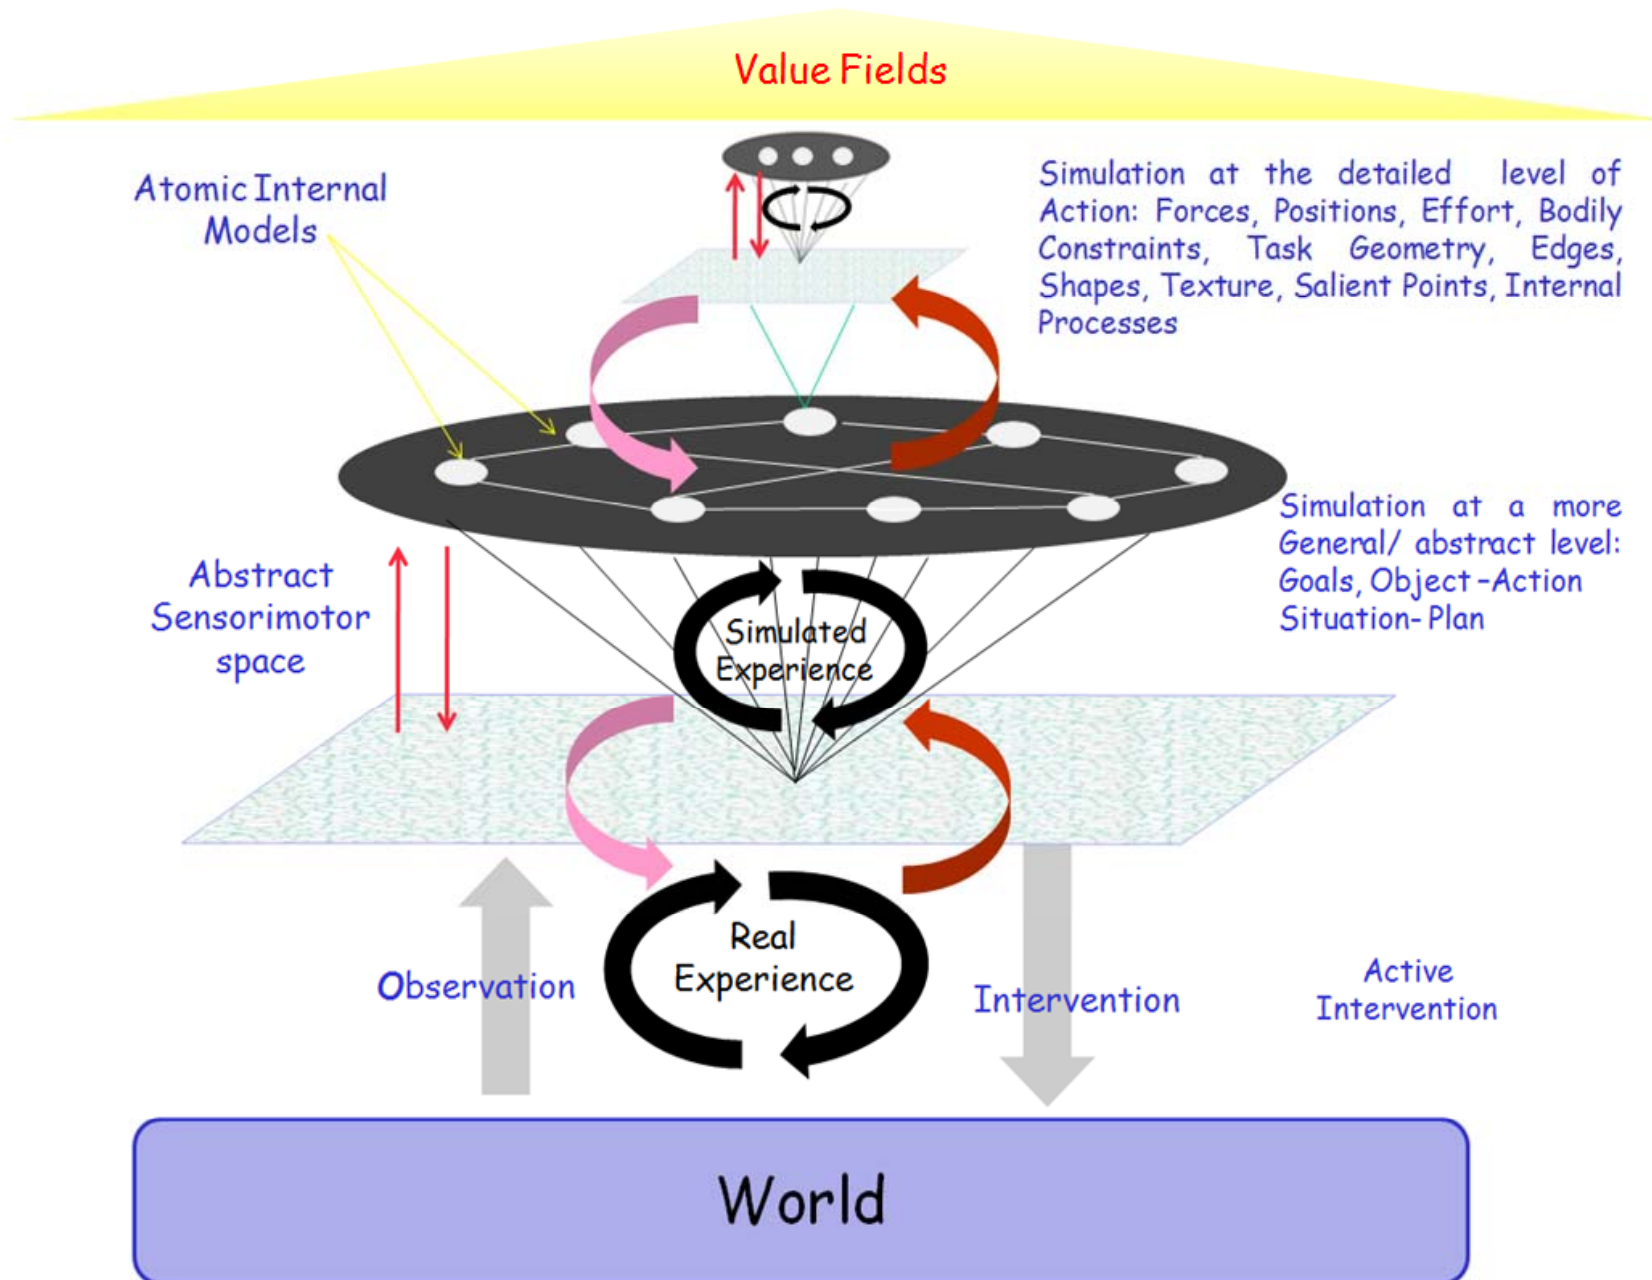 Value Fields
Atomic Internal
Models
Simulation at the detailed level of
Action: Forces, Positions, Effort, Bodily
Constraints, Task Geometry, Edges,
Shapes, Texture, Salient Points, Internal
Processes
Simulation at a more
General/ abstract level:
Goals, Object -Action
Situation- Plan
Abstract
Sensorimotor
space
Simulated
Experience
Real
Experience
Observation
Intervention
Active
Intervention
World